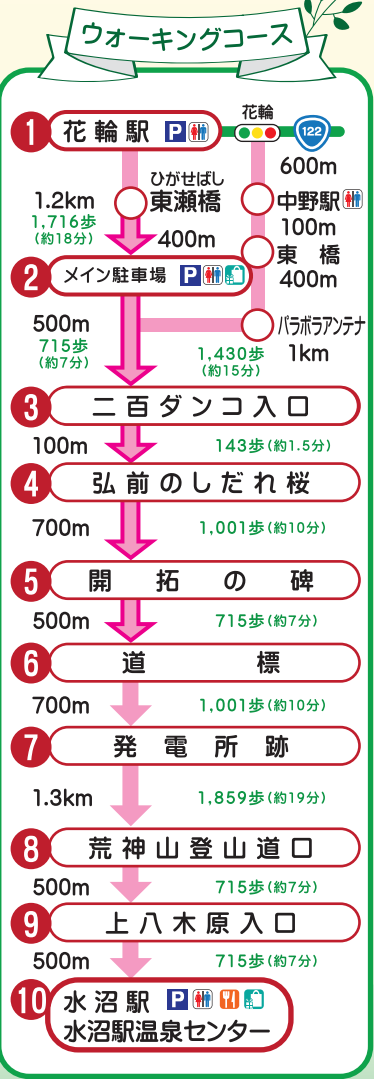 ウォーキングコース
1 花輪駅 P
花輪
122
600m
ひがせばし
東瀬橋
1.2km
1,716歩
(約18分)
400m
中野駅
100m
東橋
400m
2 メイン駐車場 P
500m
715歩
(約7分)
パラボラアンテナ
1,430歩
(約15分)
1km
3 二百ダンコ入口
100m 143歩(約1.5分)
4 弘前のしだれ桜
700m 1,001歩(約10分)
5 開拓の碑
500m 715歩(約7分)
6 道標
700m 1,001歩(約10分)
7 発電所跡
1.3km 1,859歩(約19分)
8 荒神山登山道口
500m 715歩(約7分)
9 上八木原入口
500m 715歩(約7分)
10 水沼駅 P
水沼駅温泉センター